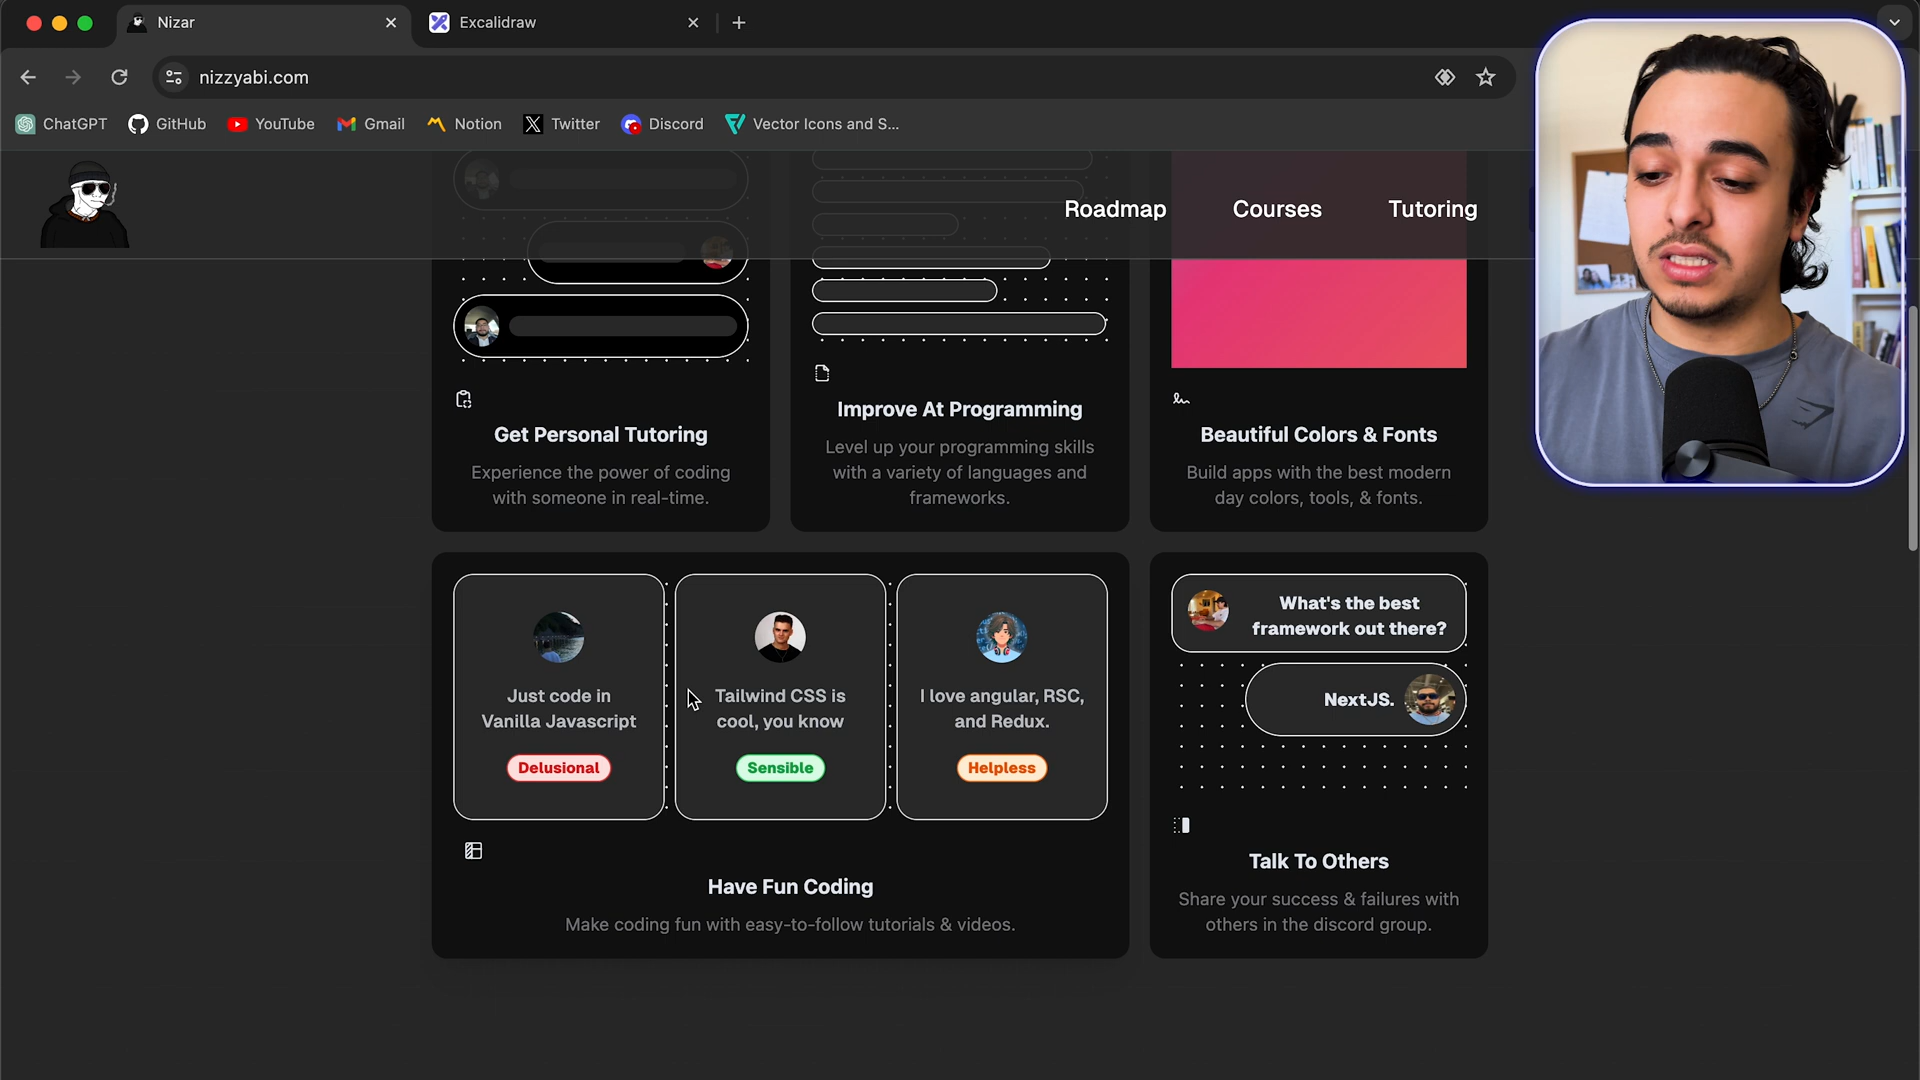 Nizar
Excalidraw
nizzyabi.com
ChatGPT
GitHub
YouTube
Gmail
Notion
Twitter
Discord
Vector Icons and S...
Roadmap
Courses
Tutoring
Get Personal Tutoring
Experience the power of coding
with someone in real-time.
Improve At Programming
Level up your programming skills
with a variety of languages and
frameworks.
Beautiful Colors & Fonts
Build apps with the best modern
day colors, tools, & fonts.
Just code in
Vanilla Javascript
Delusional
Tailwind CSS is
cool, you know
Sensible
I love angular, RSC,
and Redux.
Helpless
Have Fun Coding
Make coding fun with easy-to-follow tutorials & videos.
What's the best
framework out there?
NextJS.
Talk To Others
Share your success & failures with
others in the discord group.